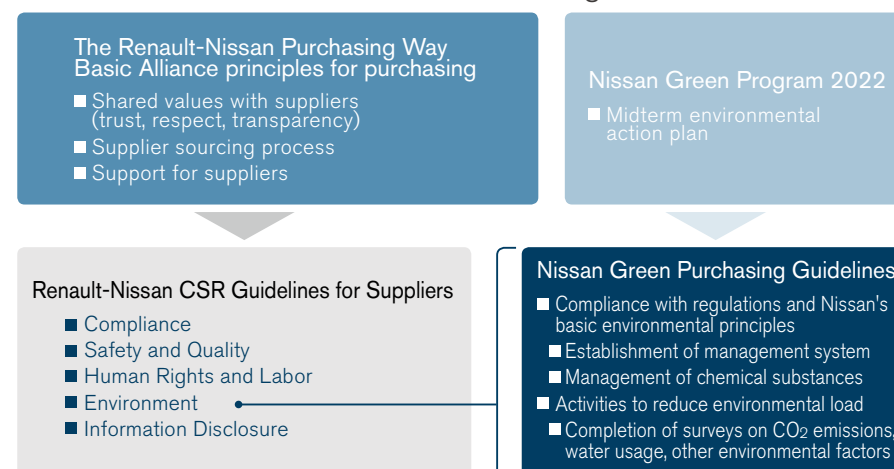 The Renault-Nissan Purchasing Way
Basic Alliance principles for purchasing
Shared values with suppliers
(trust, respect, transparency)
Supplier sourcing process
Support for suppliers
Nissan Green Program 2022
Midterm environmental
action plan
Renault-Nissan CSR Guidelines for Suppliers
Compliance
Safety and Quality
Human Rights and Labor
Environment
Information Disclosure
Nissan Green Purchasing Guidelines
Compliance with regulations and Nissan's
basic environmental principles
Establishment of management system
Management of chemical substances
Activities to reduce environmental load
Completion of surveys on CO2 emissions,
water usage, other environmental factors